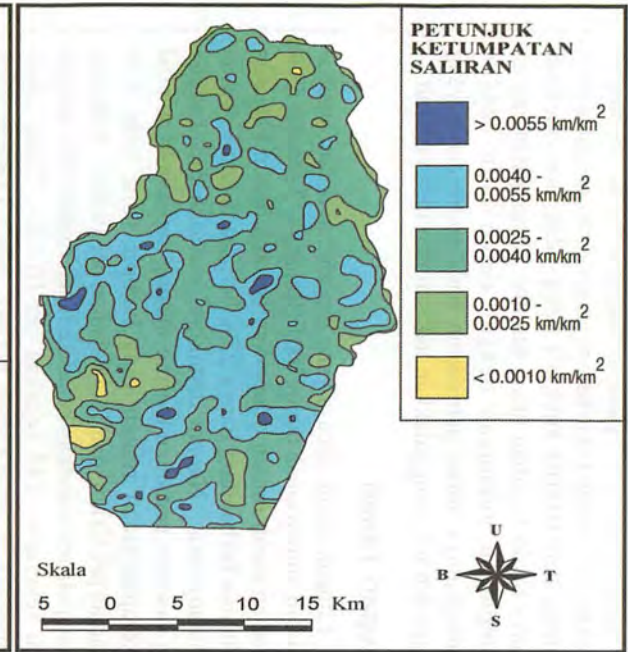 PETUNJUK
KETUMPATAN
SALIRAN
> 0.0055 km/km²
0.0040 -
0.0055 km/km²
0.0025 -
0.0040 km/km²
0.0010 -
0.0025 km/km²
< 0.0010 km/km²
U
B T
S
Skala
5 0 5 10 15 Km